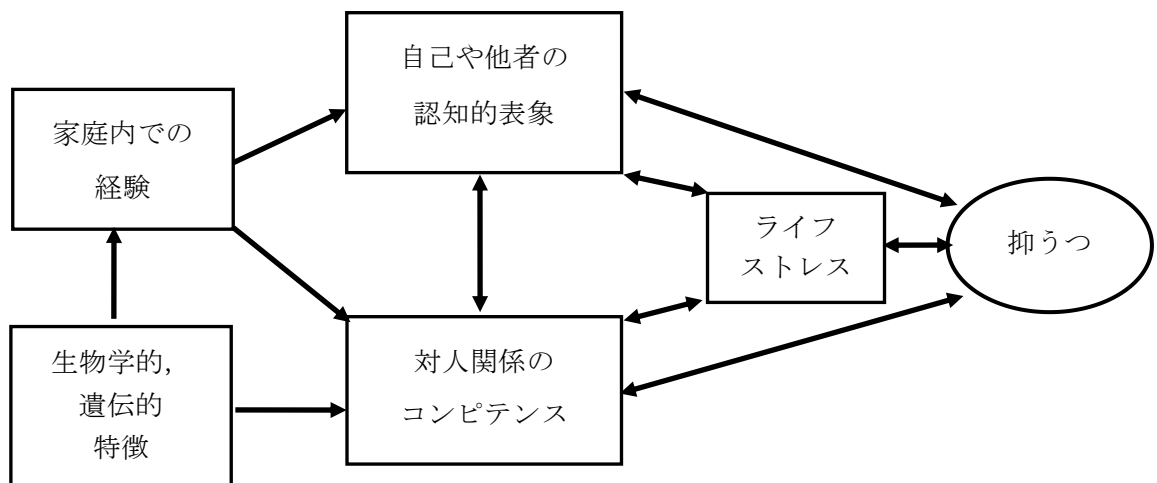 自己や他者の
認知的表象
家庭内での
経験
ライフ
ストレス
抑うつ
生物学的,
遺伝的
特徴
対人関係の
コンピテンス